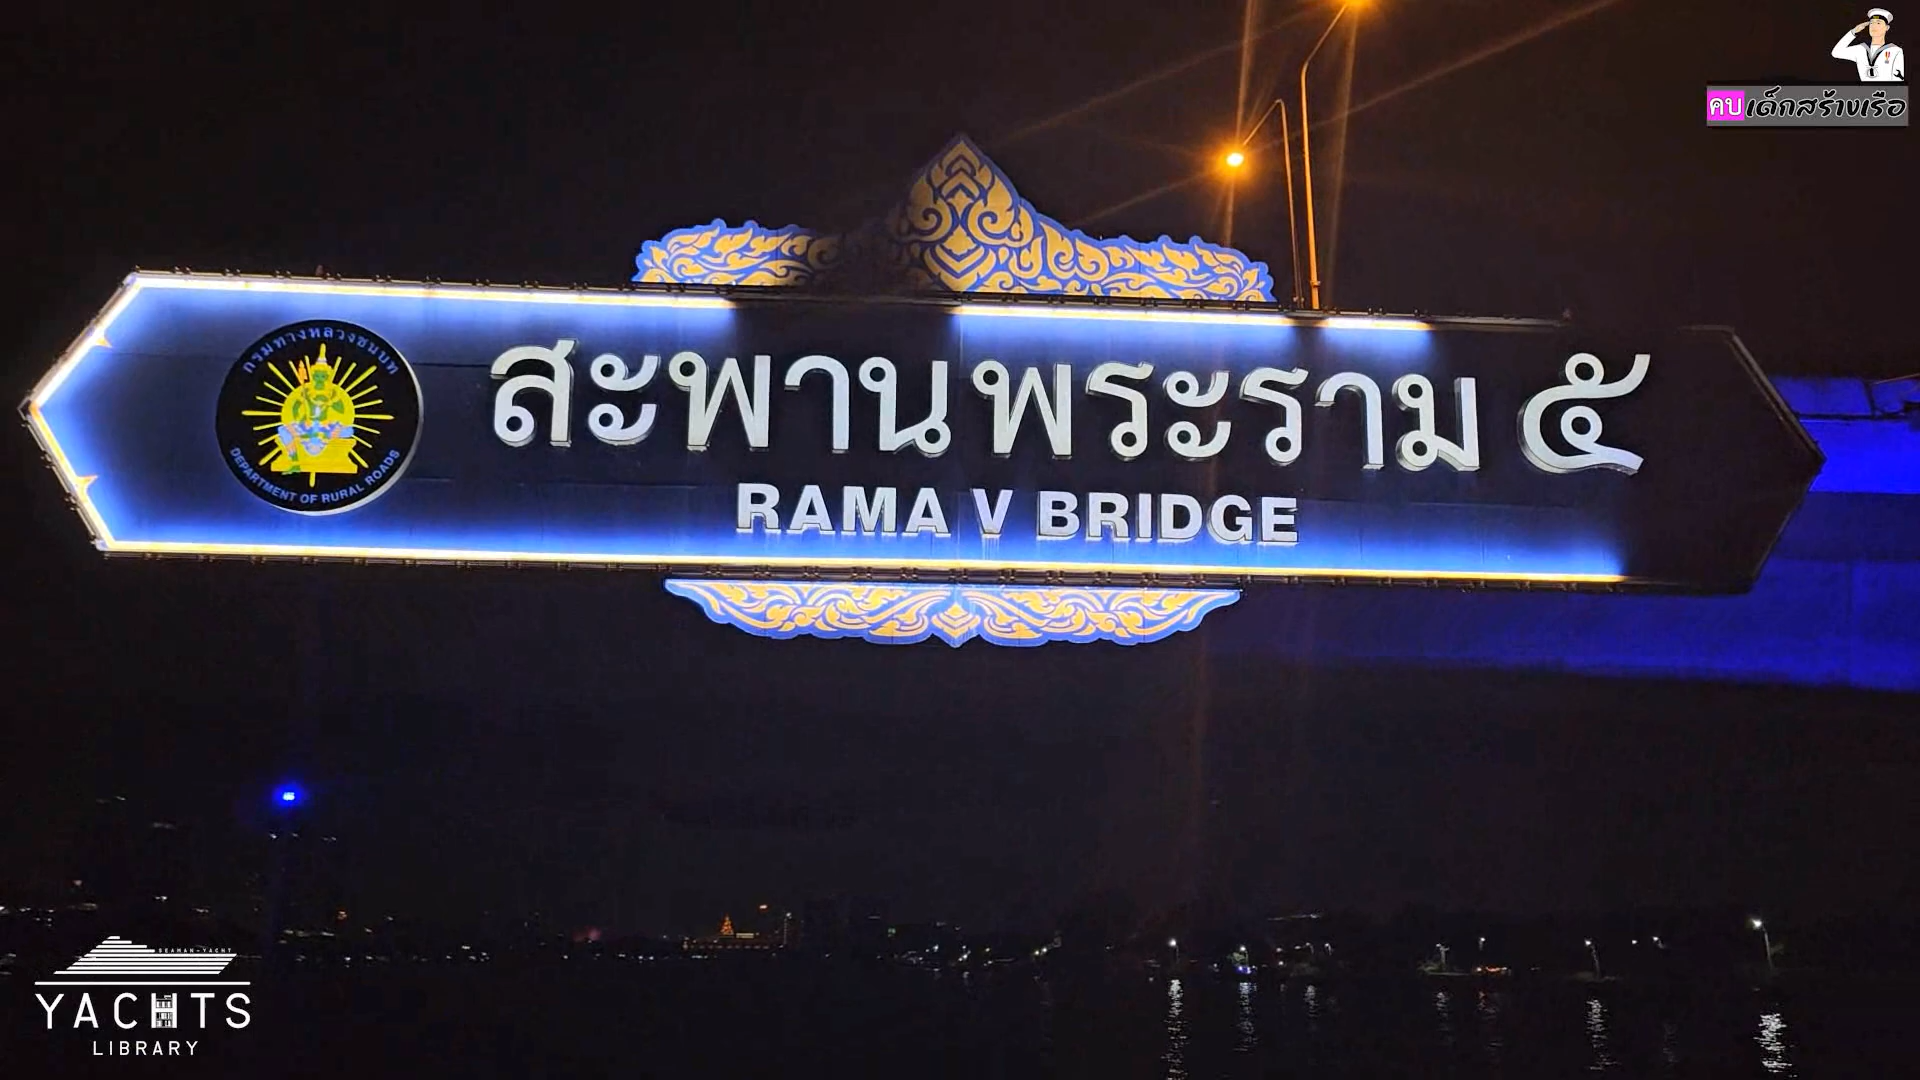 คบเด็กสร้างเรือ
กรมทางหลวงชนบท
DEPARTMENT OF RURAL ROADS
สะพานพระราม ๕
RAMA V BRIDGE
SEAMAN-YACHT
YACHTS
LIBRARY